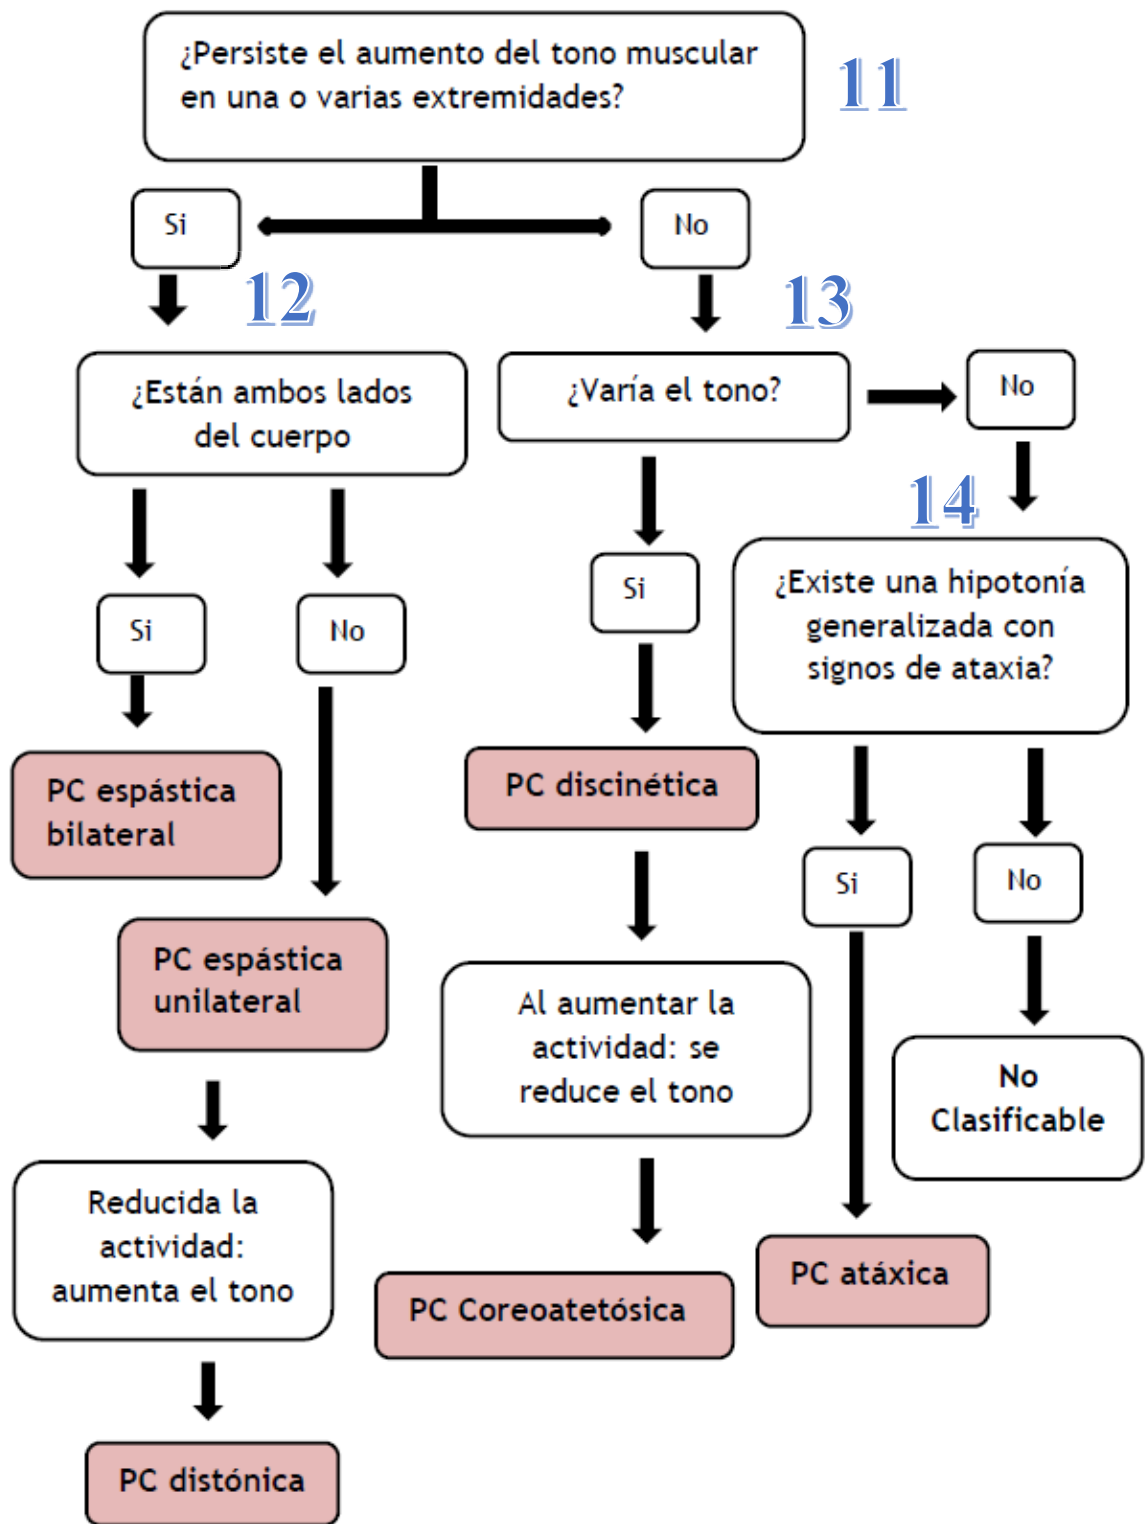 ¿Persiste el aumento del tono muscular
en una o varias extremidades?
11
Si
No
12
13
¿Están ambos lados
del cuerpo
¿Varía el tono?
No
14
Si
No
Si
¿Existe una hipotonía
generalizada con
signos de ataxia?
PC espástica
bilateral
PC discinética
Si
No
PC espástica
unilateral
Al aumentar la
actividad: se
reduce el tono
No
Clasificable
Reducida la
actividad:
aumenta el tono
PC Coreoatetósica
PC atáxica
PC distónica